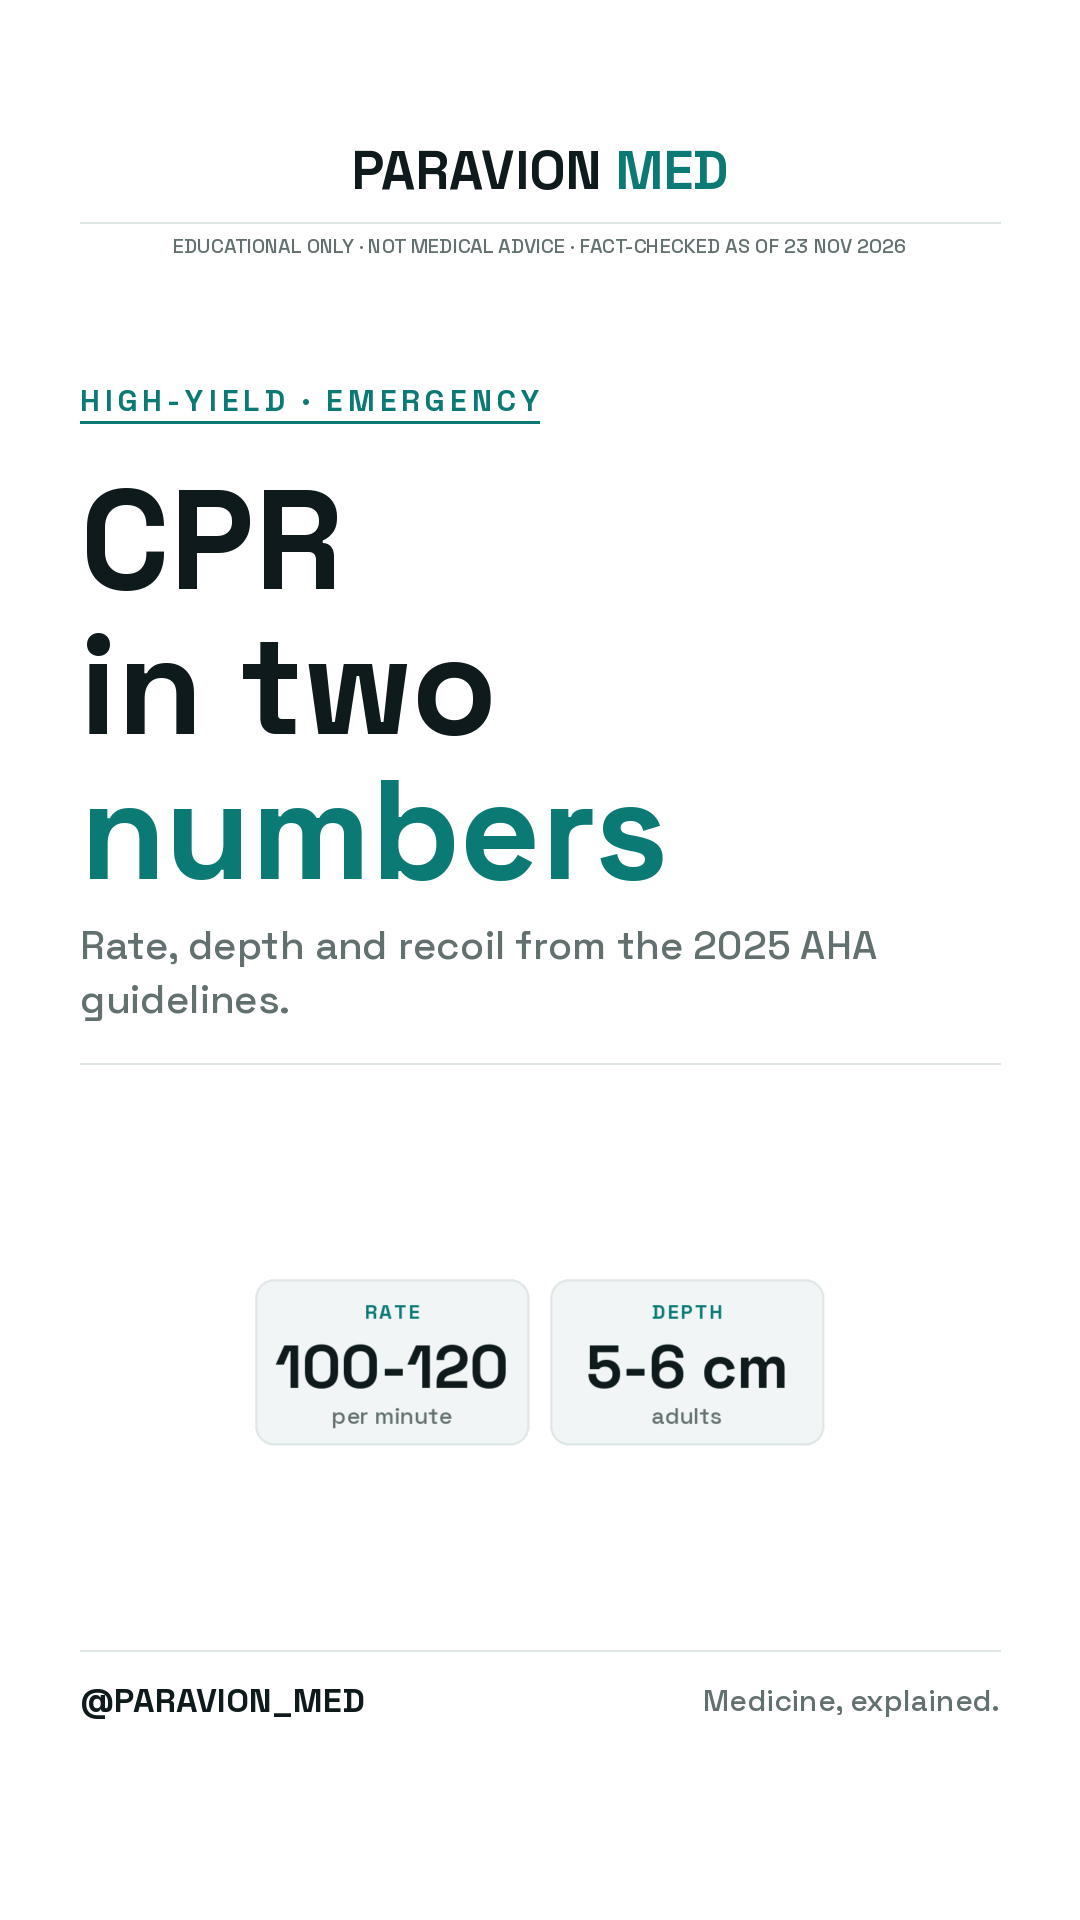 PARAVION MED
EDUCATIONAL ONLY · NOT MEDICAL ADVICE · FACT-CHECKED AS OF 23 NOV 2026
HIGH-YIELD · EMERGENCY
CPR
in two
numbers
Rate, depth and recoil from the 2025 AHA
guidelines.
RATE
100-120
per minute
DEPTH
5-6 cm
adults
@PARAVION_MED
Medicine, explained.